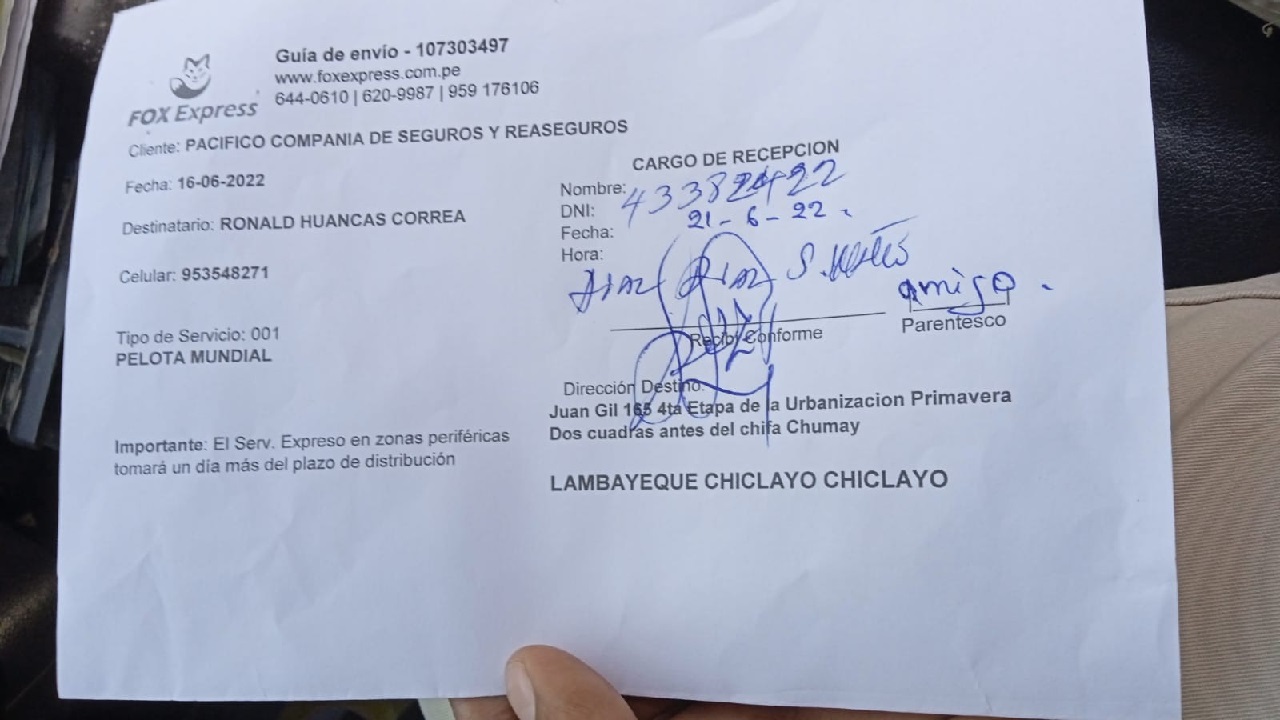 Guía de envío - 107303497
www.foxexpress.com.pe
644-0610 | 620-9987 | 959 176106
FOX Express
Cliente: PACIFICO COMPANIA DE SEGUROS Y REASEGUROS
Fecha: 16-06-2022
Destinatario: RONALD HUANCAS CORREA
Celular: 953548271
Tipo de Servicio: 001
PELOTA MUNDIAL
Importante: El Serv. Expreso en zonas periféricas
tomará un día más del plazo de distribución
CARGO DE RECEPCION
Nombre:
DNI:
Fecha: 21-6-22.
Hora:
Diaz Diaz S.
amigo.
Recibi Conforme
Parentesco
Dirección Destino:
Juan Gil 165 4ta Etapa de la Urbanizacion Primavera
Dos cuadras antes del chifa Chumay
LAMBAYEQUE CHICLAYO CHICLAYO